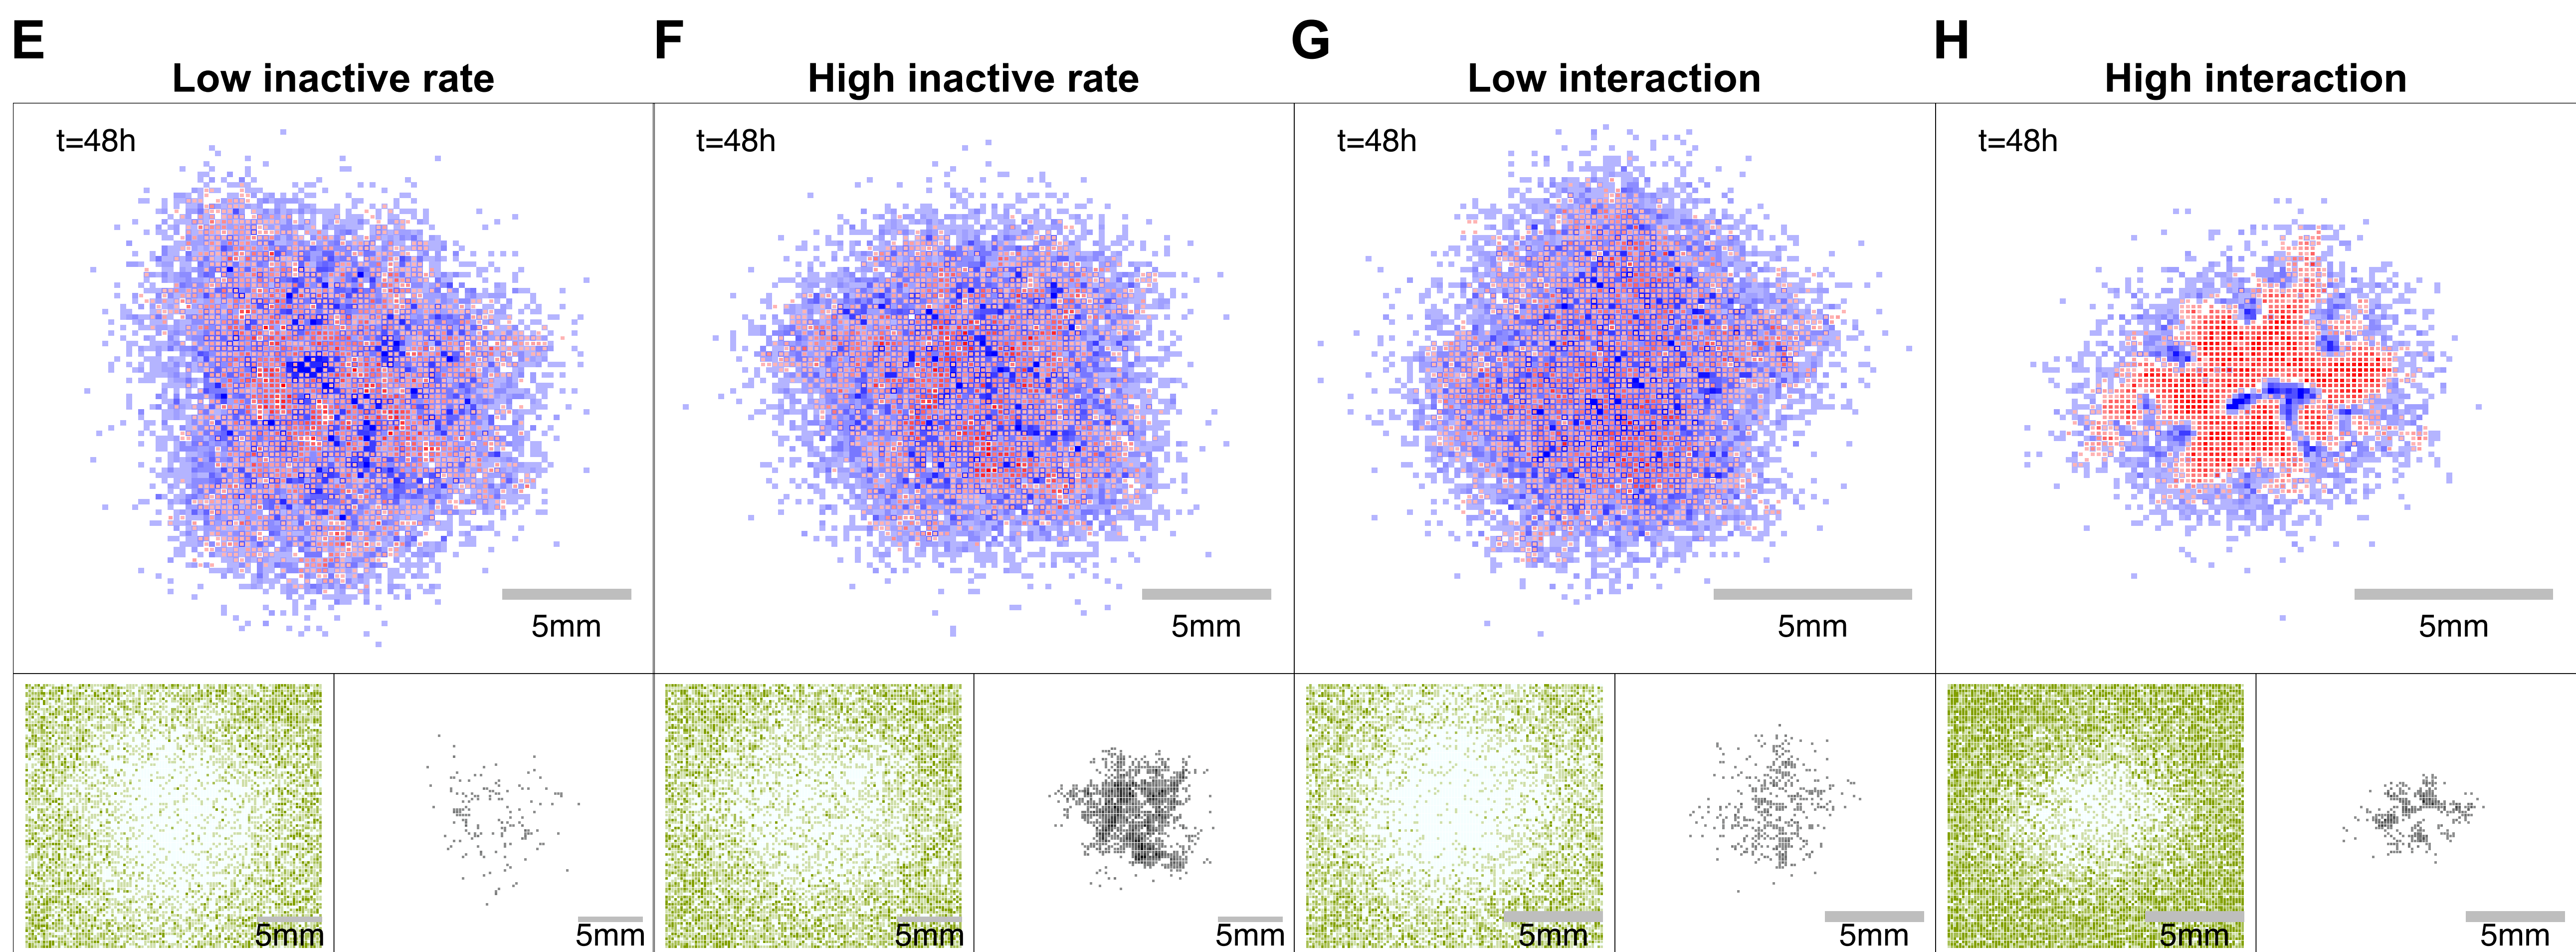 E
F
G
H
Low inactive rate
High inactive rate
Low interaction
High interaction
t=48h
t=48h
t=48h
t=48h
5mm
5mm
5mm
5mm
5mm
5mm
5mm
5mm
5mm
5mm
5mm
5mm